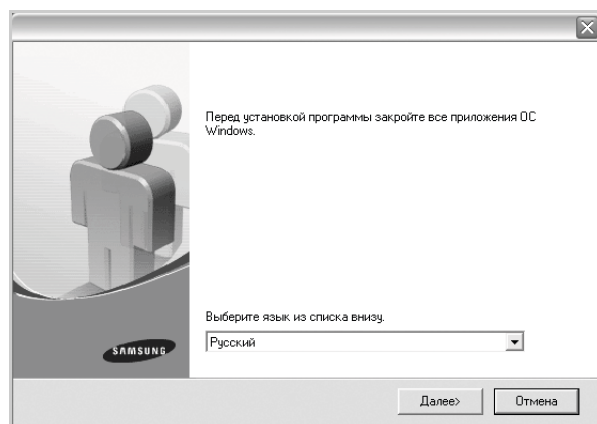 Перед установкой программы закройте все приложения ОС
Windows.
Выберите язык из списка внизу.
Русский
SAMSUNG
Далее>
Отмена